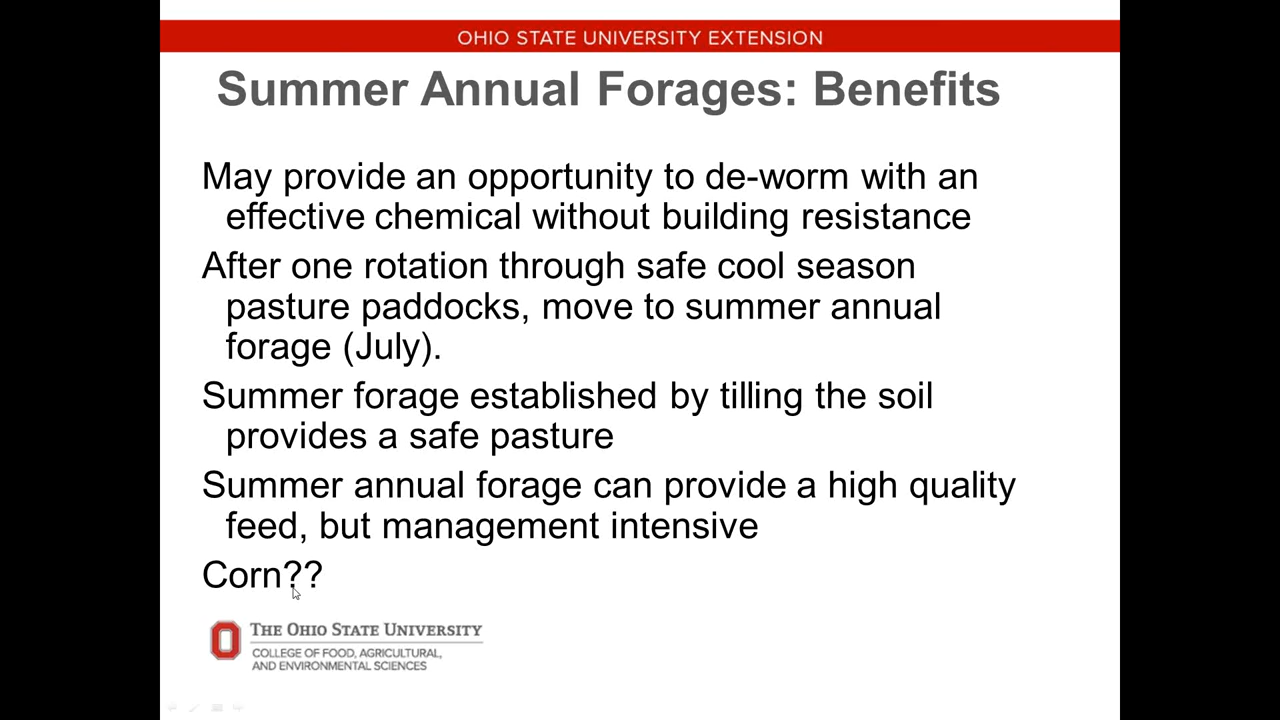 OHIO STATE UNIVERSITY EXTENSION
Summer Annual Forages: Benefits
May provide an opportunity to de-worm with an
effective chemical without building resistance
After one rotation through safe cool season
pasture paddocks, move to summer annual
forage (July).
Summer forage established by tilling the soil
provides a safe pasture
Summer annual forage can provide a high quality
feed, but management intensive
Corn??
THE OHIO STATE UNIVERSITY
COLLEGE OF FOOD, AGRICULTURAL,
AND ENVIRONMENTAL SCIENCES